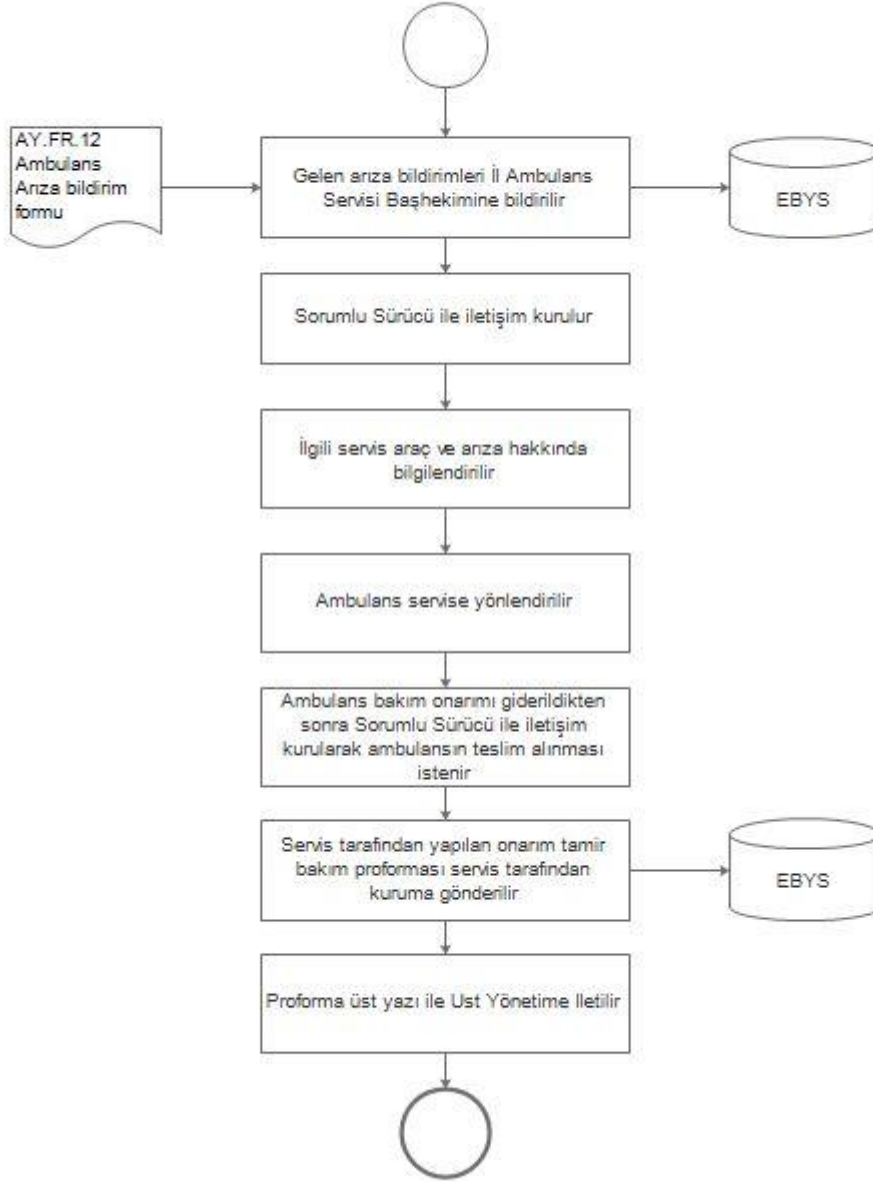 AY.FR.12
Ambulans
Arıza bildirim
formu
Gelen arıza bildirimleri İl Ambulans
Servisi Başhekimine bildirilir
EBYS
Sorumlu Sürücü ile iletişim kurulur
İlgili servis araç ve arıza hakkında
bilgilendirilir
Ambulans servise yönlendirilir
Ambulans bakım onarımı giderildikten
sonra Sorumlu Sürücü ile iletişim
kurularak ambulansın teslim alınması
istenir
Servis tarafından yapılan onarım tamir
bakım proforması servis tarafından
kuruma gönderilir
EBYS
Proforma üst yazı ile Ust Yönetime Iletilir